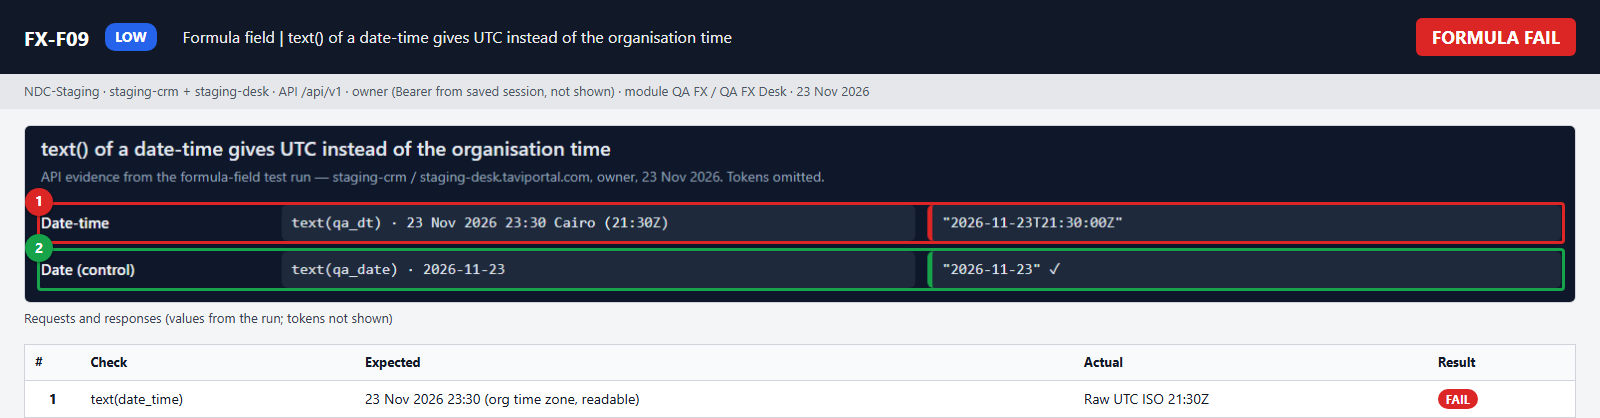 FX-F09 LOW Formula field | text() of a date-time gives UTC instead of the organisation time FORMULA FAIL
NDC-Staging · staging-crm + staging-desk · API /api/v1 · owner (Bearer from saved session, not shown) · module QA FX / QA FX Desk · 23 Nov 2026
text() of a date-time gives UTC instead of the organisation time
API evidence from the formula-field test run — staging-crm / staging-desk.taviportal.com, owner, 23 Nov 2026. Tokens omitted.
1
Date-time text(qa_dt) · 23 Nov 2026 23:30 Cairo (21:30Z) "2026-11-23T21:30:00Z"
2
Date (control) text(qa_date) · 2026-11-23 "2026-11-23" ✓
Requests and responses (values from the run; tokens not shown)
# Check Expected Actual Result
1 text(date_time) 23 Nov 2026 23:30 (org time zone, readable) Raw UTC ISO 21:30Z FAIL